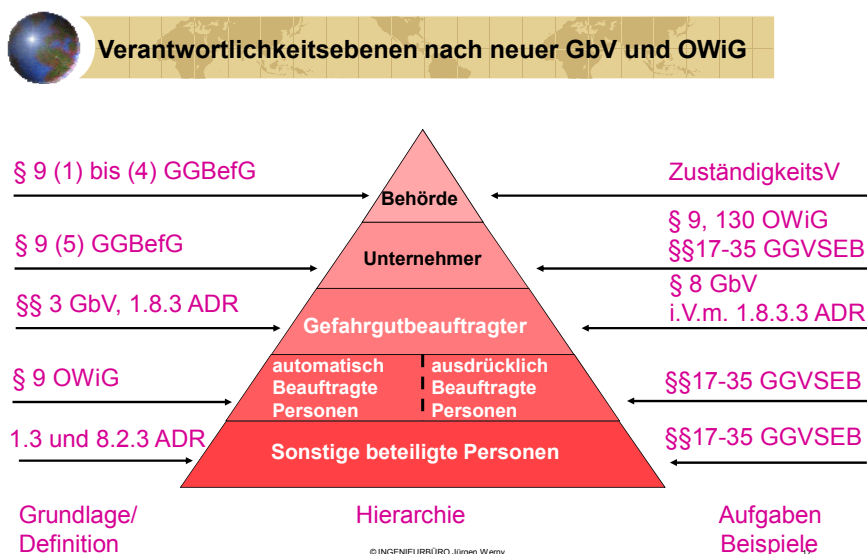 Verantwortlichkeitsebenen nach neuer GbV und OWiG
§ 9 (1) bis (4) GGBefG
Behörde
ZuständigkeitsV
§ 9 (5) GGBefG
Unternehmer
§ 9, 130 OWiG
§§17-35 GGVSEB
§§ 3 GbV, 1.8.3 ADR
Gefahrgutbeauftragter
§ 8 GbV
i.V.m. 1.8.3.3 ADR
§ 9 OWiG
automatisch
Beauftragte
Personen
ausdrücklich
Beauftragte
Personen
§§17-35 GGVSEB
1.3 und 8.2.3 ADR
Sonstige beteiligte Personen
§§17-35 GGVSEB
Grundlage/
Definition
Hierarchie
Aufgaben
Beispiele
© INGENIEURBÜRO Jürgen Werny